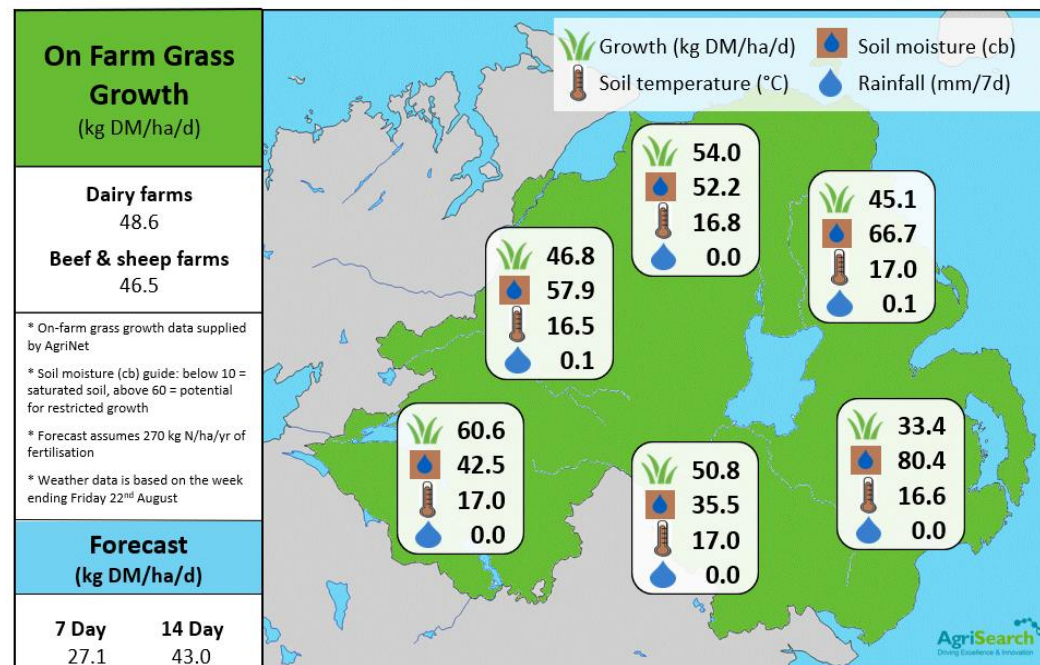 On Farm Grass
Growth
(kg DM/ha/d)
Dairy farms
48.6
Beef & sheep farms
46.5
* On-farm grass growth data supplied
by AgriNet
* Soil moisture (cb) guide: below 10 =
saturated soil, above 60 = potential
for restricted growth
* Forecast assumes 270 kg N/ha/yr of
fertilisation
* Weather data is based on the week
ending Friday 22nd August
Forecast
(kg DM/ha/d)
7 Day 14 Day
27.1 43.0
Growth (kg DM/ha/d) Soil moisture (cb)
Soil temperature (°C) Rainfall (mm/7d)
54.0
52.2
16.8
0.0
45.1
66.7
17.0
0.1
46.8
57.9
16.5
0.1
60.6
42.5
17.0
0.0
50.8
35.5
17.0
0.0
33.4
80.4
16.6
0.0
AgriSearch
Driving Excellence & Innovation